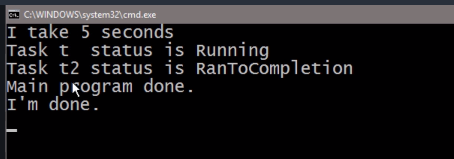 C:\WINDOWS\system32\cmd.exe
I take 5 seconds
Task t  status is Running
Task t2 status is RanToCompletion
Main program done.
I'm done.